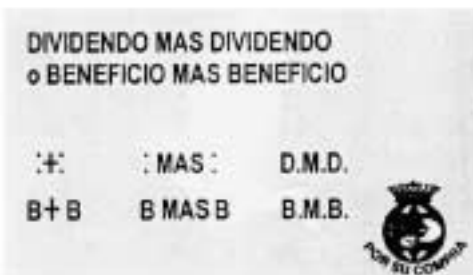 DIVIDENDO MAS DIVIDENDO
o BENEFICIO MAS BENEFICIO
:+: : MAS : D.M.D.
B+B B MAS B B.M.B.
POR SU COMPRA